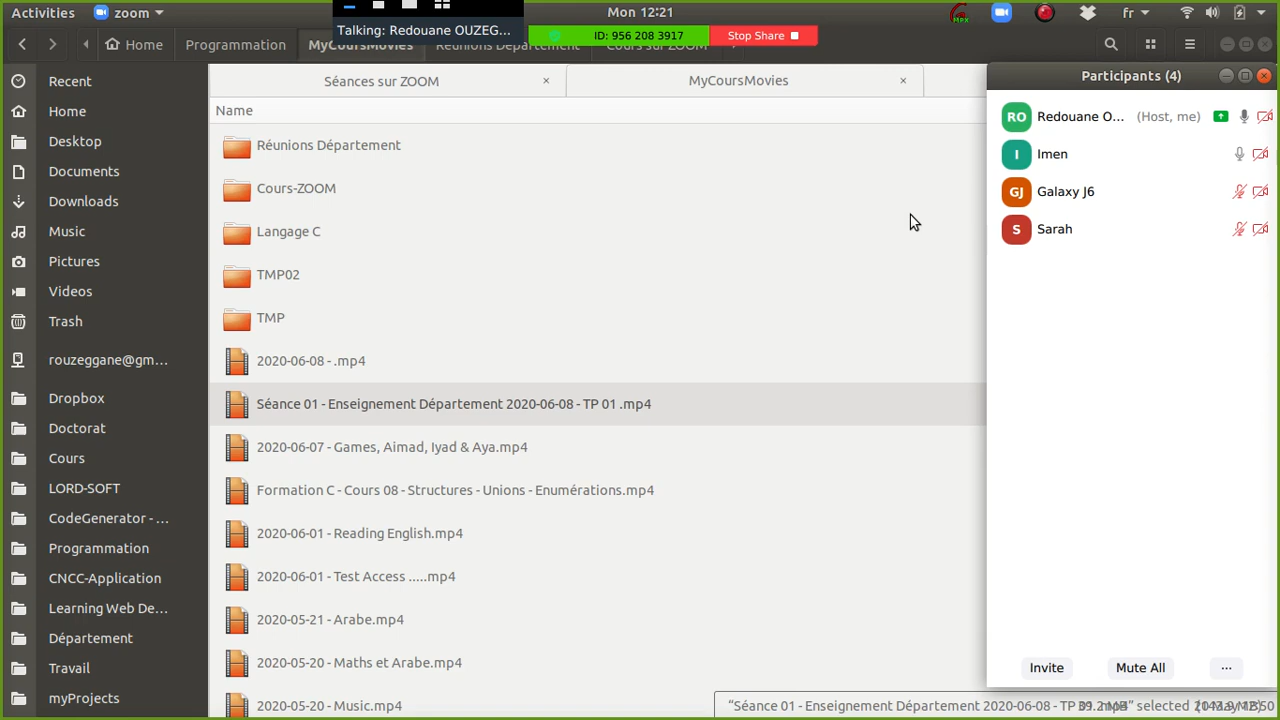 Activities
zoom
Mon 12:21
fr
Talking: Redouane OUZEG...
ID: 956 208 3917
Stop Share
Home
Programmation
MyCoursMovies
Réunions Département
Cours sur ZOOM
Recent
Home
Desktop
Documents
Downloads
Music
Pictures
Videos
Trash
rouzeggane@gm...
Dropbox
Doctorat
Cours
LORD-SOFT
CodeGenerator - ...
Programmation
CNCC-Application
Learning Web De...
Département
Travail
myProjects
Séances sur ZOOM
MyCoursMovies
Name
Réunions Département
Cours-ZOOM
Langage C
TMP02
TMP
2020-06-08 - .mp4
Séance 01 - Enseignement Département 2020-06-08 - TP 01 .mp4
2020-06-07 - Games, Aimad, Iyad & Aya.mp4
Formation C - Cours 08 - Structures - Unions - Enumérations.mp4
2020-06-01 - Reading English.mp4
2020-06-01 - Test Access .....mp4
2020-05-21 - Arabe.mp4
2020-05-20 - Maths et Arabe.mp4
2020-05-20 - Music.mp4
Participants (4)
RO Redouane O... (Host, me)
I Imen
GJ Galaxy J6
S Sarah
Invite
Mute All
...
“Séance 01 - Enseignement Département 2020-06-08 - TP selected